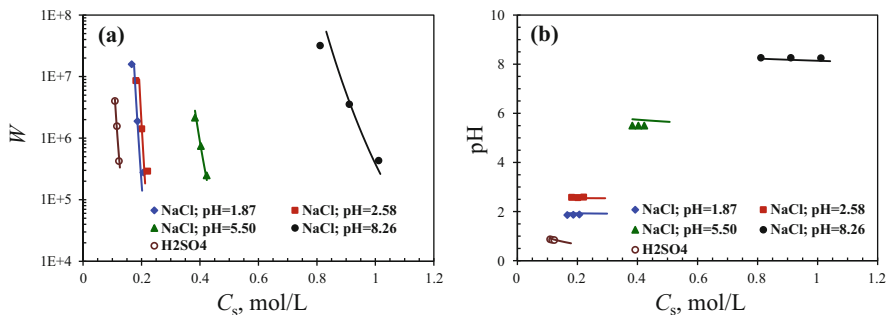 (a)
1E+8
1E+7
1E+6
1E+5
1E+4
W
0
0.2
0.4
0.6
0.8
1
1.2
NaCl; pH=1.87
NaCl; pH=2.58
NaCl; pH=5.50
NaCl; pH=8.26
H2SO4
Cs, mol/L
(b)
10
8
6
4
2
0
pH
0
0.2
0.4
0.6
0.8
1
1.2
NaCl; pH=1.87
NaCl; pH=2.58
NaCl; pH=5.50
NaCl; pH=8.26
H2SO4
Cs, mol/L